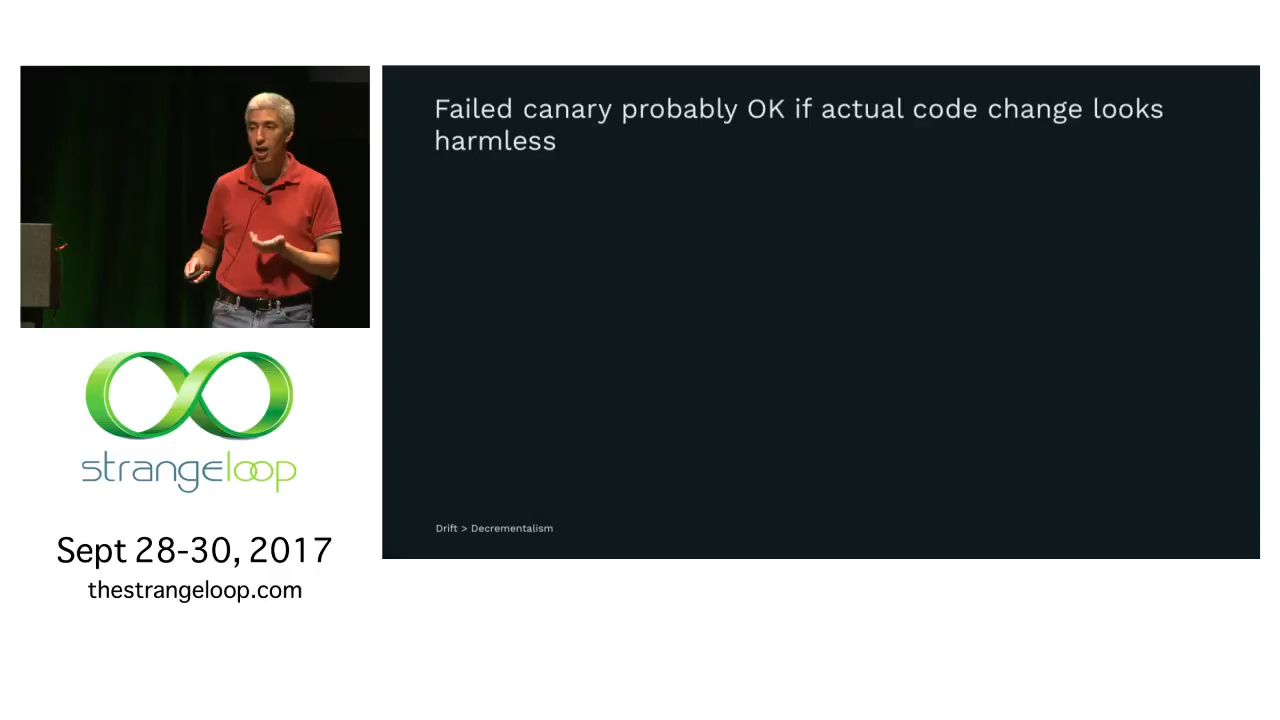 Failed canary probably OK if actual code change looks
harmless
Drift > Decrementalism
strangeloop
Sept 28-30, 2017
thestrangeloop.com